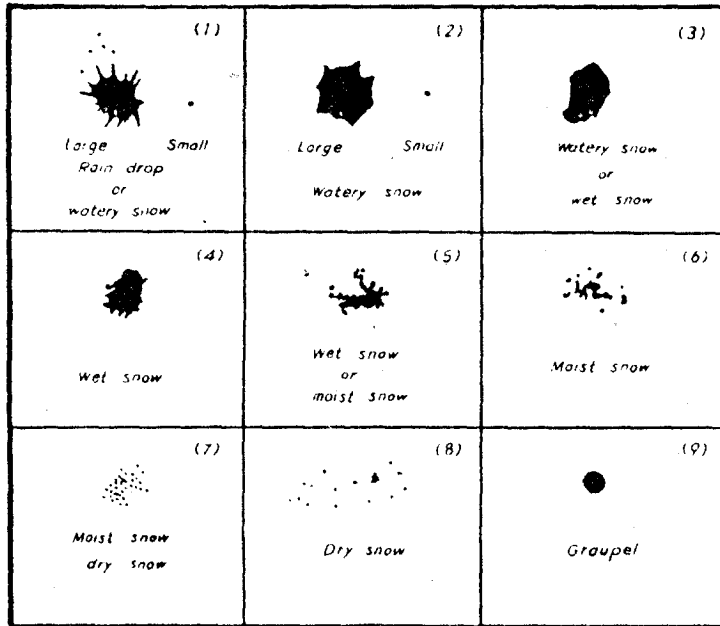 (1)
Large Small
Rain drop
or
watery snow
(2)
Large Small
Watery snow
(3)
Watery snow
or
wet snow
(4)
Wet snow
(5)
Wet snow
or
moist snow
(6)
Moist snow
(7)
Moist snow
dry snow
(8)
Dry snow
(9)
Graupel